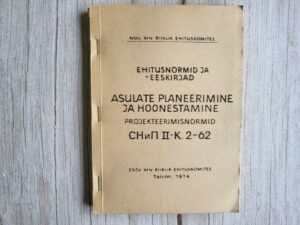 NSVL MN RIIKLIK EHITUSKOMITEE
EHITUSNORMID JA
-EESKIRJAD
ASULATE PLANEERIMINE
JA HOONESTAMINE
PROJEKTEERIMISNORMID
СНиП II-К. 2-62
ENSV MN RIIKLIK EHITUSKOMITEE
Tallinn, 1974